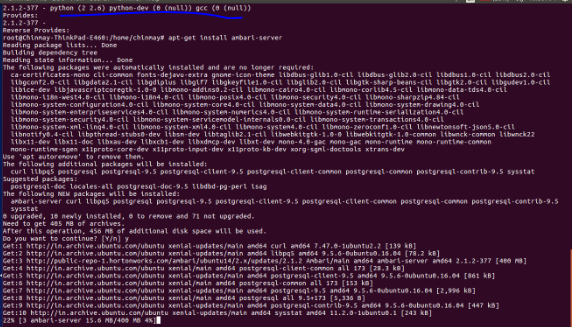 2.1.2-377 - python (2 2.6) python-dev (0 (null)) gcc (0 (null))
Provides:
2.1.2-377 -
Reverse Provides:
root@Chinmay-ThinkPad-E460:/home/chinmay# apt-get install ambari-server
Reading package lists... Done
Building dependency tree
Reading state information... Done
The following packages were automatically installed and are no longer required:
ca-certificates-mono cli-common fonts-dejavu-extra gnome-icon-theme libdbus-glib1.0-cil libdbus-glib2.0-cil libdbus1.0-cil libdbus2.0-cil
libgconf2.0-cil libgdata2.1-cil libgdiplus libgif7 libgkeyfile1.0-cil libglib2.0-cil libgtk-sharp-beans-cil libgtk2.0-cil libgudev1.0-cil
libice-dev libjavascriptcoregtk-1.0-0 libmono-addins0.2-cil libmono-cairo4.0-cil libmono-corlib4.5-cil libmono-data-tds4.0-cil
libmono-i18n-west4.0-cil libmono-i18n4.0-cil libmono-posix4.0-cil libmono-security4.0-cil libmono-sharpzip4.84-cil
libmono-system-configuration4.0-cil libmono-system-core4.0-cil libmono-system-data4.0-cil libmono-system-drawing4.0-cil
libmono-system-enterpriseservices4.0-cil libmono-system-numerics4.0-cil libmono-system-runtime-serialization4.0-cil
libmono-system-security4.0-cil libmono-system-servicemodel-internals0.0-cil libmono-system-transactions4.0-cil
libmono-system-xml-linq4.0-cil libmono-system-xml4.0-cil libmono-system4.0-cil libmono-zeroconf1.0-cil libnewtonsoft-json5.0-cil
libnotify0.4-cil libpthread-stubs0-dev libsm-dev libtaglib2.1-cil libwebkitgtk-1.0-0 libwebkitgtk-1.0-common libwnck-common libwnck22
libx11-dev libx11-doc libxau-dev libxcb1-dev libxdmcp-dev libxt-dev mono-4.0-gac mono-gac mono-runtime mono-runtime-common
mono-runtime-sgen x11proto-core-dev x11proto-input-dev x11proto-kb-dev xorg-sgml-doctools xtrans-dev
Use 'apt autoremove' to remove them.
The following additional packages will be installed:
curl libpq5 postgresql postgresql-9.5 postgresql-client-9.5 postgresql-client-common postgresql-common postgresql-contrib-9.5 sysstat
Suggested packages:
postgresql-doc locales-all postgresql-doc-9.5 libdbd-pg-perl isag
The following NEW packages will be installed:
ambari-server curl libpq5 postgresql postgresql-9.5 postgresql-client-9.5 postgresql-client-common postgresql-common postgresql-contrib-9.5
sysstat
0 upgraded, 10 newly installed, 0 to remove and 71 not upgraded.
Need to get 405 MB of archives.
After this operation, 456 MB of additional disk space will be used.
Do you want to continue? [Y/n] y
Get:1 http://in.archive.ubuntu.com/ubuntu xenial-updates/main amd64 curl amd64 7.47.0-1ubuntu2.2 [139 kB]
Get:2 http://in.archive.ubuntu.com/ubuntu xenial-updates/main amd64 libpq5 amd64 9.5.6-0ubuntu0.16.04 [78.2 kB]
Get:3 http://public-repo-1.hortonworks.com/ambari/ubuntu14/2.x/updates/2.1.2 Ambari/main amd64 ambari-server amd64 2.1.2-377 [400 MB]
Get:4 http://in.archive.ubuntu.com/ubuntu xenial/main amd64 postgresql-client-common all 173 [28.3 kB]
Get:5 http://in.archive.ubuntu.com/ubuntu xenial-updates/main amd64 postgresql-client-9.5 amd64 9.5.6-0ubuntu0.16.04 [861 kB]
Get:6 http://in.archive.ubuntu.com/ubuntu xenial/main amd64 postgresql-common all 173 [153 kB]
Get:7 http://in.archive.ubuntu.com/ubuntu xenial-updates/main amd64 postgresql-9.5 amd64 9.5.6-0ubuntu0.16.04 [2,996 kB]
Get:8 http://in.archive.ubuntu.com/ubuntu xenial/main amd64 postgresql all 9.5+173 [1,336 B]
Get:9 http://in.archive.ubuntu.com/ubuntu xenial-updates/main amd64 postgresql-contrib-9.5 amd64 9.5.6-0ubuntu0.16.04 [447 kB]
Get:10 http://in.archive.ubuntu.com/ubuntu xenial-updates/main amd64 sysstat amd64 11.2.0-1ubuntu0.1 [243 kB]
22% [3 ambari-server 15.6 MB/400 MB 4%]